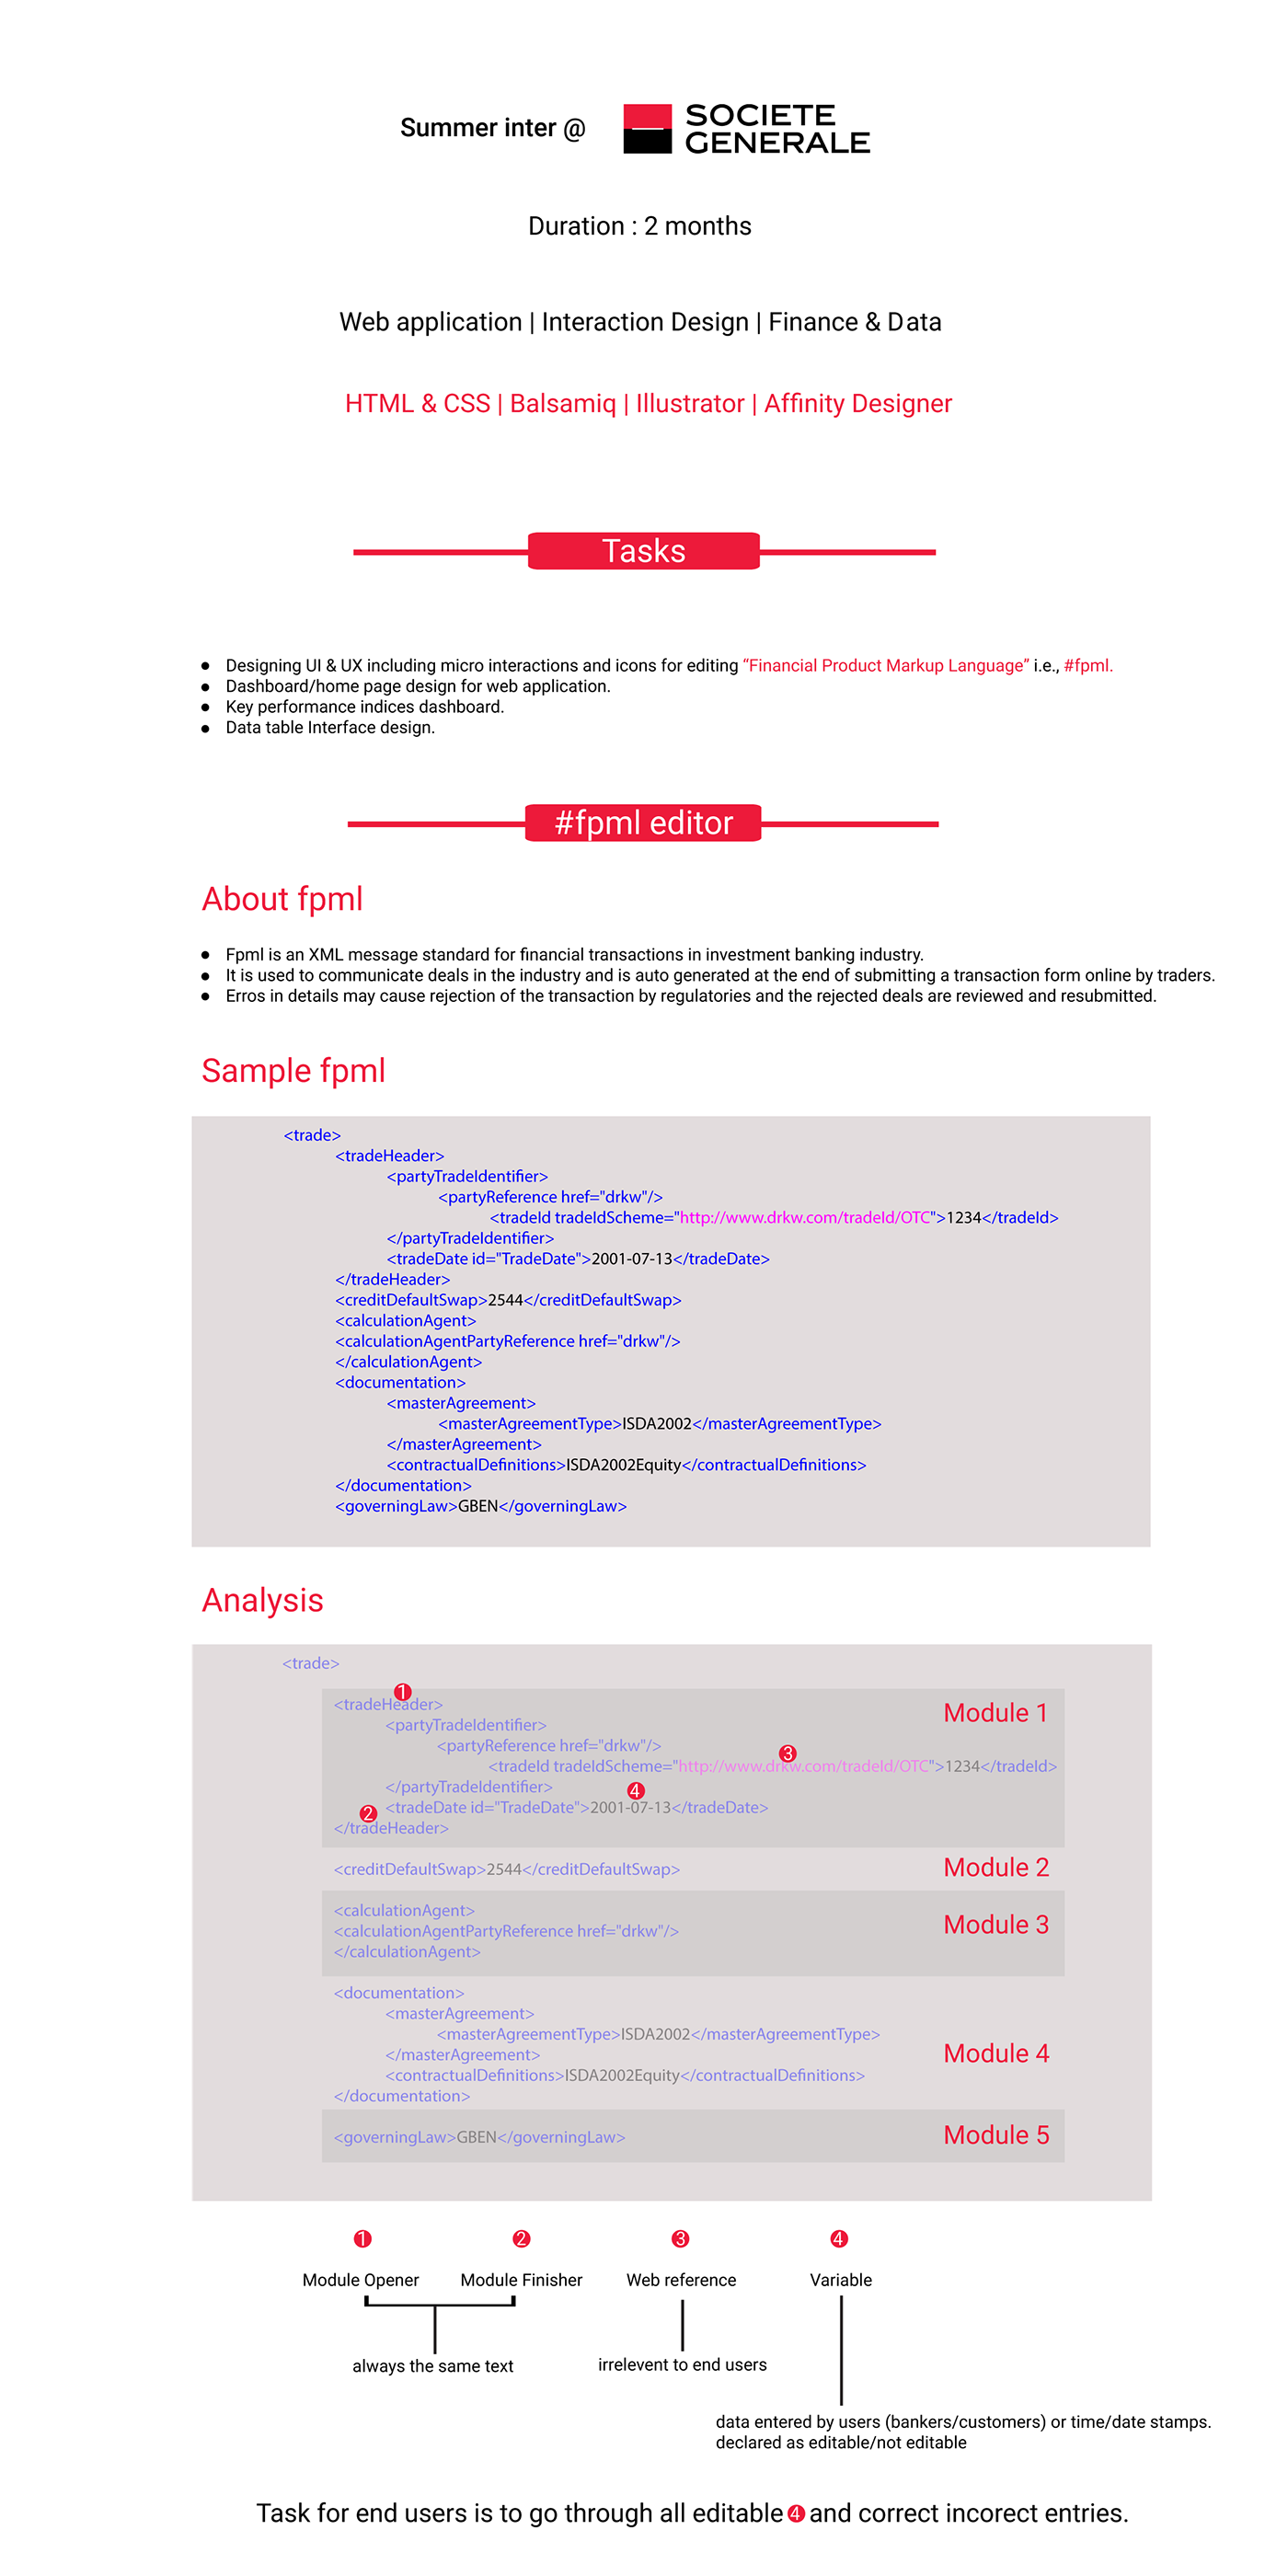 Summer inter @ SOCIETE GENERALE
Duration : 2 months
Web application | Interaction Design | Finance & Data
HTML & CSS | Balsamiq | Illustrator | Affinity Designer
Tasks
● Designing UI & UX including micro interactions and icons for editing “Financial Product Markup Language” i.e., #fpml.
● Dashboard/home page design for web application.
● Key performance indices dashboard.
● Data table Interface design.
#fpml editor
About fpml
● Fpml is an XML message standard for financial transactions in investment banking industry.
● It is used to communicate deals in the industry and is auto generated at the end of submitting a transaction form online by traders.
● Erros in details may cause rejection of the transaction by regulatories and the rejected deals are reviewed and resubmitted.
Sample fpml
<trade>
<tradeHeader>
<partyTradeIdentifier>
<partyReference href="drkw"/>
<tradeId tradeIdScheme="http://www.drkw.com/tradeId/OTC">1234</tradeId>
</partyTradeIdentifier>
<tradeDate id="TradeDate">2001-07-13</tradeDate>
</tradeHeader>
<creditDefaultSwap>2544</creditDefaultSwap>
<calculationAgent>
<calculationAgentPartyReference href="drkw"/>
</calculationAgent>
<documentation>
<masterAgreement>
<masterAgreementType>ISDA2002</masterAgreementType>
</masterAgreement>
<contractualDefinitions>ISDA2002Equity</contractualDefinitions>
</documentation>
<governingLaw>GBEN</governingLaw>
Analysis
<trade>
1
<tradeHeader> Module 1
<partyTradeIdentifier>
<partyReference href="drkw"/>
3
<tradeId tradeIdScheme="http://www.drkw.com/tradeId/OTC">1234</tradeId>
</partyTradeIdentifier>
4
<tradeDate id="TradeDate">2001-07-13</tradeDate>
2
</tradeHeader>
<creditDefaultSwap>2544</creditDefaultSwap> Module 2
<calculationAgent>
<calculationAgentPartyReference href="drkw"/> Module 3
</calculationAgent>
<documentation>
<masterAgreement>
<masterAgreementType>ISDA2002</masterAgreementType>
</masterAgreement> Module 4
<contractualDefinitions>ISDA2002Equity</contractualDefinitions>
</documentation>
<governingLaw>GBEN</governingLaw> Module 5
1 2 3 4
Module Opener Module Finisher Web reference Variable
always the same text irrelevent to end users
data entered by users (bankers/customers) or time/date stamps.
declared as editable/not editable
Task for end users is to go through all editable 4 and correct incorect entries.